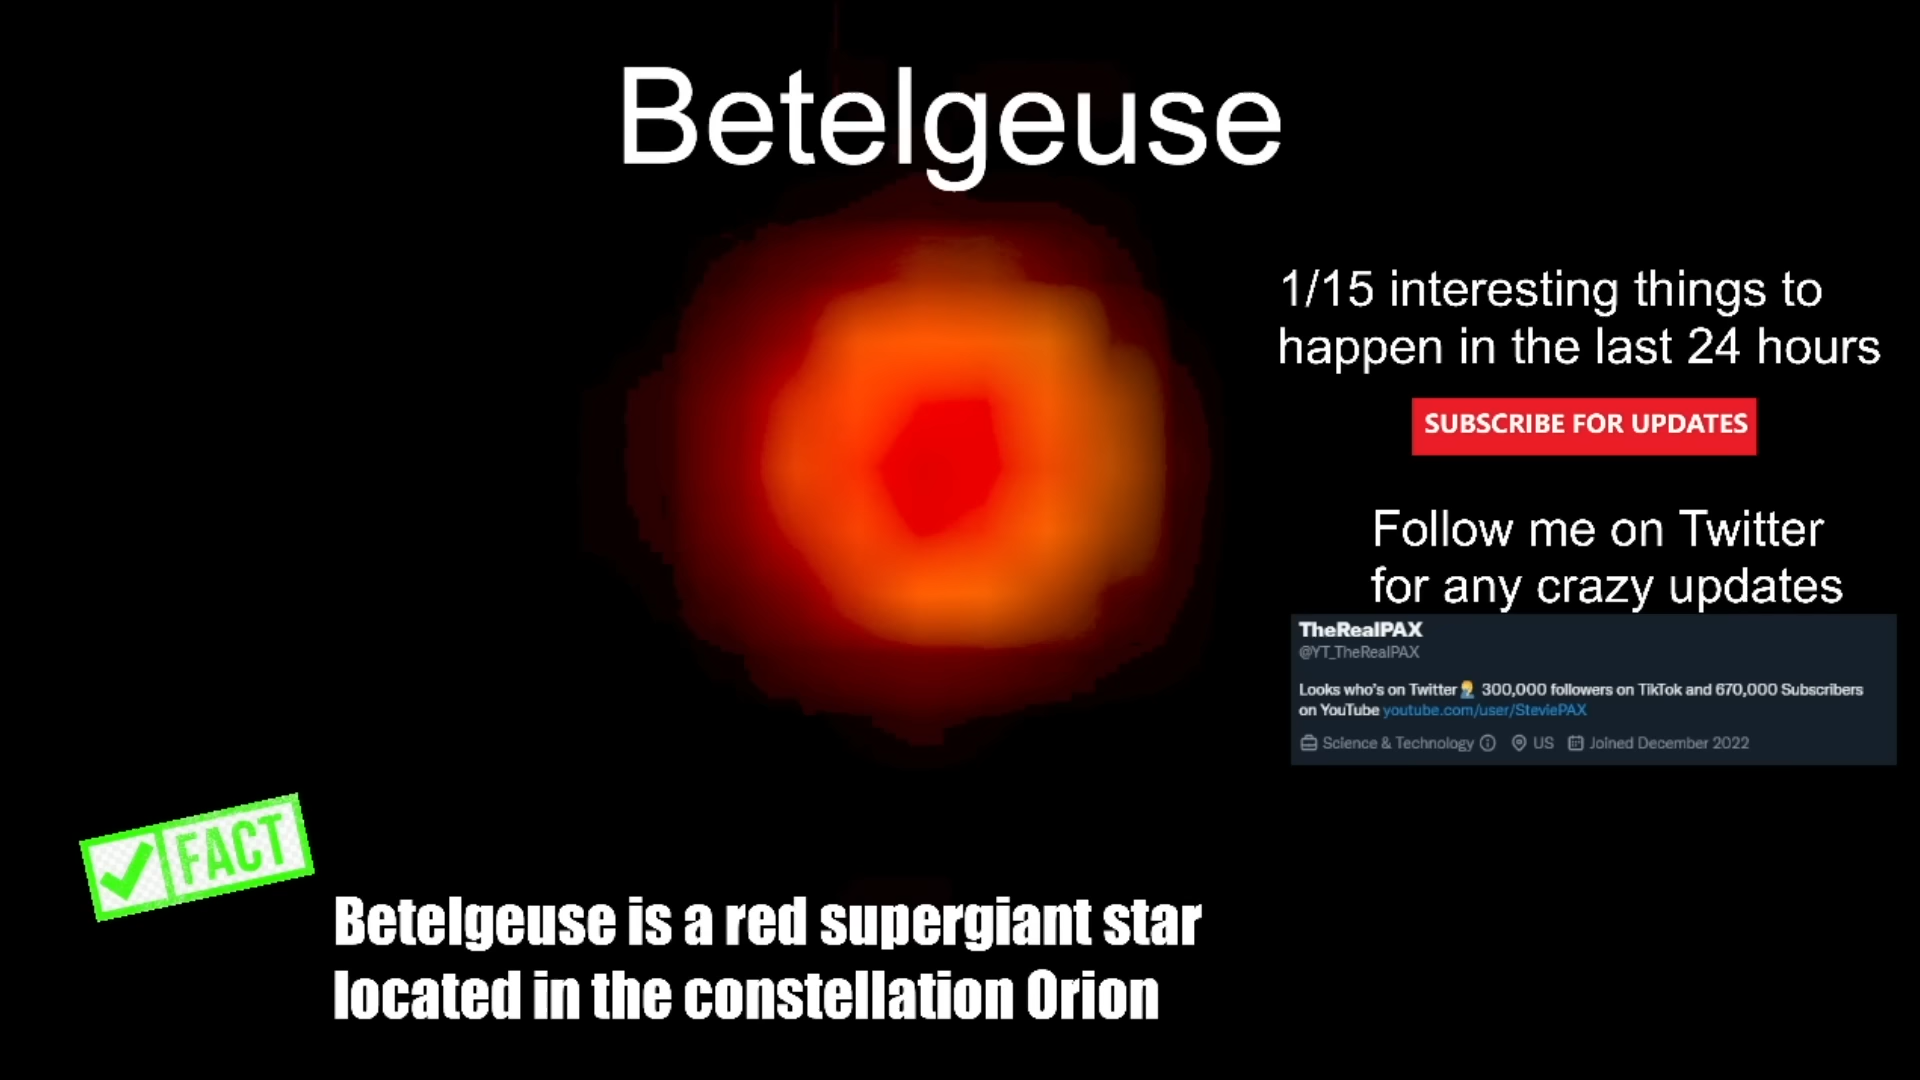 Betelgeuse
1/15 interesting things to
happen in the last 24 hours
SUBSCRIBE FOR UPDATES
Follow me on Twitter
for any crazy updates
TheRealPAX
@YT_TheRealPAX
Looks who's on Twitter 300,000 followers on TikTok and 670,000 Subscribers
on YouTube youtube.com/user/SteviePAX
Science & Technology US Joined December 2022
FACT
Betelgeuse is a red supergiant star
located in the constellation Orion